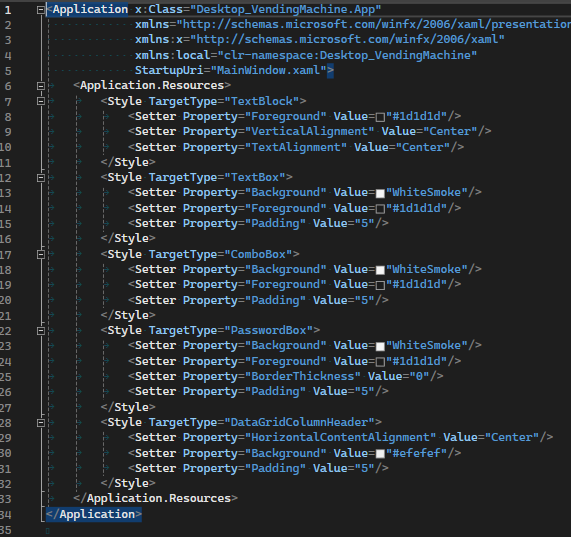 1 <Application x:Class="Desktop_VendingMachine.App"
2 xmlns="http://schemas.microsoft.com/winfx/2006/xaml/presentation
3 xmlns:x="http://schemas.microsoft.com/winfx/2006/xaml"
4 xmlns:local="clr-namespace:Desktop_VendingMachine"
5 StartupUri="MainWindow.xaml">
6 <Application.Resources>
7 <Style TargetType="TextBlock">
8 <Setter Property="Foreground" Value="#1d1d1d"/>
9 <Setter Property="VerticalAlignment" Value="Center"/>
10 <Setter Property="TextAlignment" Value="Center"/>
11 </Style>
12 <Style TargetType="TextBox">
13 <Setter Property="Background" Value="WhiteSmoke"/>
14 <Setter Property="Foreground" Value="#1d1d1d"/>
15 <Setter Property="Padding" Value="5"/>
16 </Style>
17 <Style TargetType="ComboBox">
18 <Setter Property="Background" Value="WhiteSmoke"/>
19 <Setter Property="Foreground" Value="#1d1d1d"/>
20 <Setter Property="Padding" Value="5"/>
21 </Style>
22 <Style TargetType="PasswordBox">
23 <Setter Property="Background" Value="WhiteSmoke"/>
24 <Setter Property="Foreground" Value="#1d1d1d"/>
25 <Setter Property="BorderThickness" Value="0"/>
26 <Setter Property="Padding" Value="5"/>
27 </Style>
28 <Style TargetType="DataGridColumnHeader">
29 <Setter Property="HorizontalContentAlignment" Value="Center"/>
30 <Setter Property="Background" Value="#efefef"/>
31 <Setter Property="Padding" Value="5"/>
32 </Style>
33 </Application.Resources>
34 </Application>
35